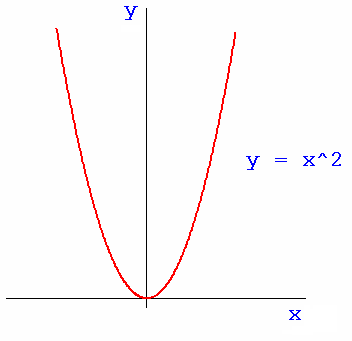 y
y = x^2
x